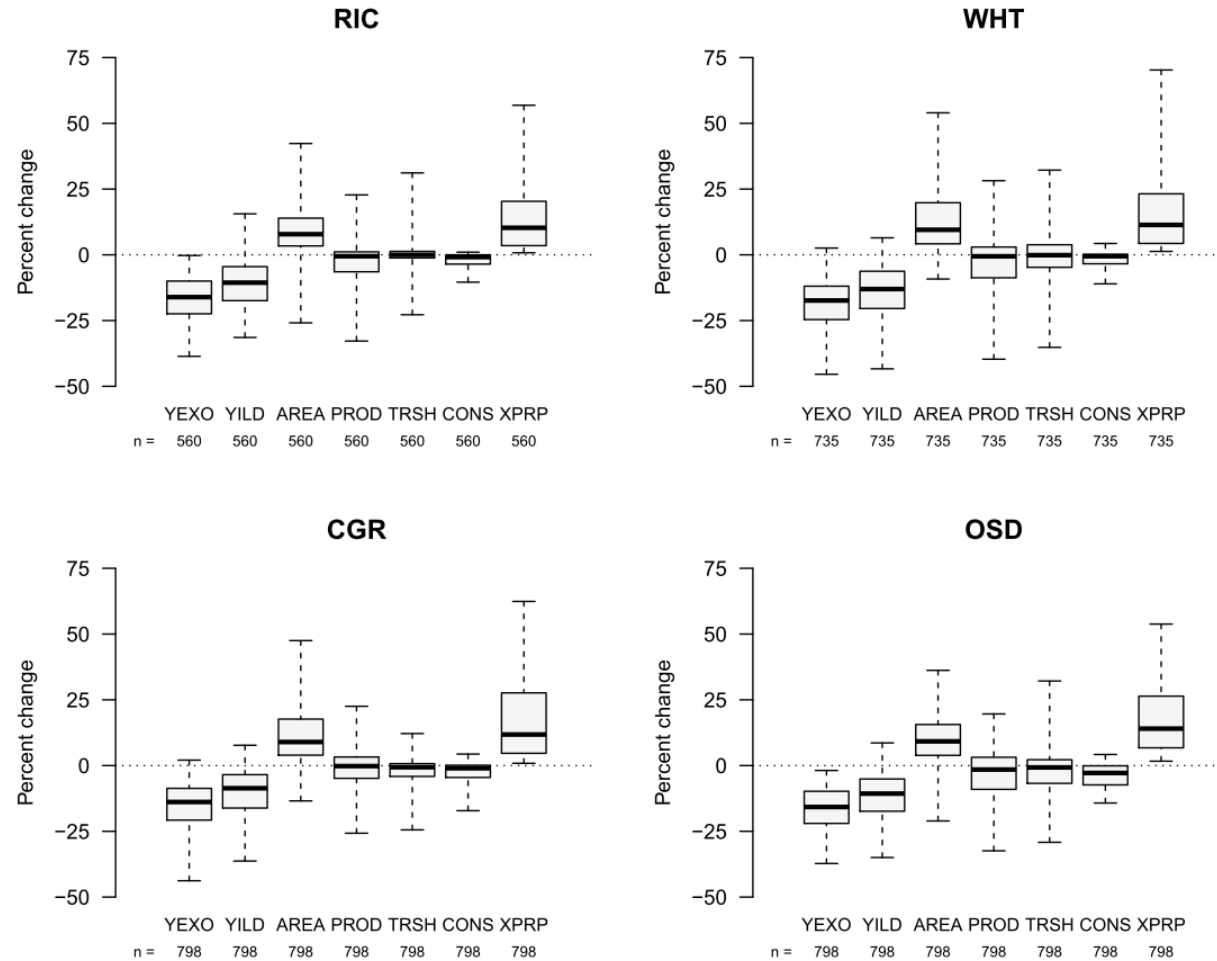 RIC
Percent change
75
50
25
0
−25
−50
YEXO YILD AREA PROD TRSH CONS XPRP
n = 560 560 560 560 560 560 560
WHT
Percent change
75
50
25
0
−25
−50
YEXO YILD AREA PROD TRSH CONS XPRP
n = 735 735 735 735 735 735 735
CGR
Percent change
75
50
25
0
−25
−50
YEXO YILD AREA PROD TRSH CONS XPRP
n = 798 798 798 798 798 798 798
OSD
Percent change
75
50
25
0
−25
−50
YEXO YILD AREA PROD TRSH CONS XPRP
n = 798 798 798 798 798 798 798